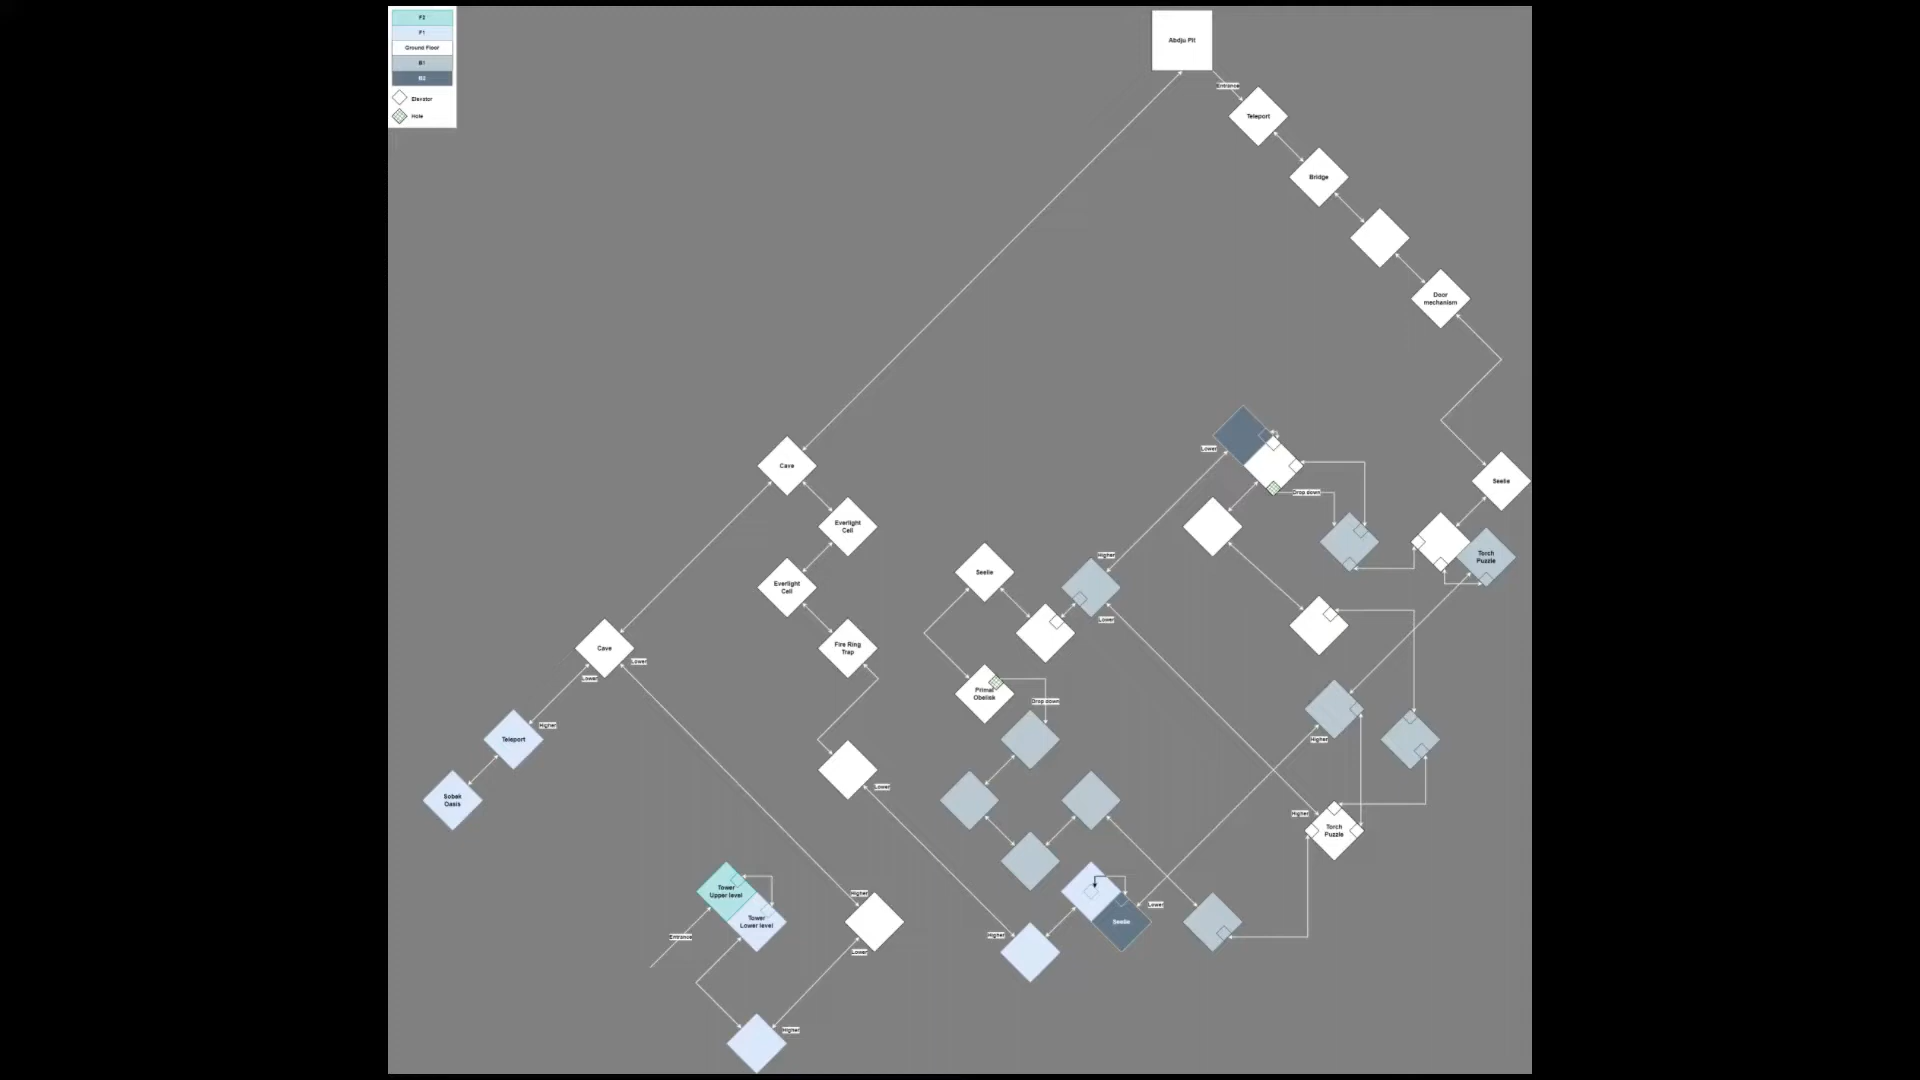 F2
F1
Ground Floor
B1
B2
Elevator
Hole
Abdju Pit
Entrance
Teleport
Bridge
Door
mechanism
Lower
Cave
Seelie
Drop down
Everlight
Cell
Higher
Torch
Puzzle
Seelie
Everlight
Cell
Lower
Cave
Lower
Fire Ring
Trap
Lower
Primal
Obelisk
Drop down
Higher
Teleport
Higher
Lower
Sobek
Oasis
Higher
Torch
Puzzle
Tower
Upper level
Higher
Lower
Tower
Lower level
Seelie
Entrance
Higher
Lower
Higher